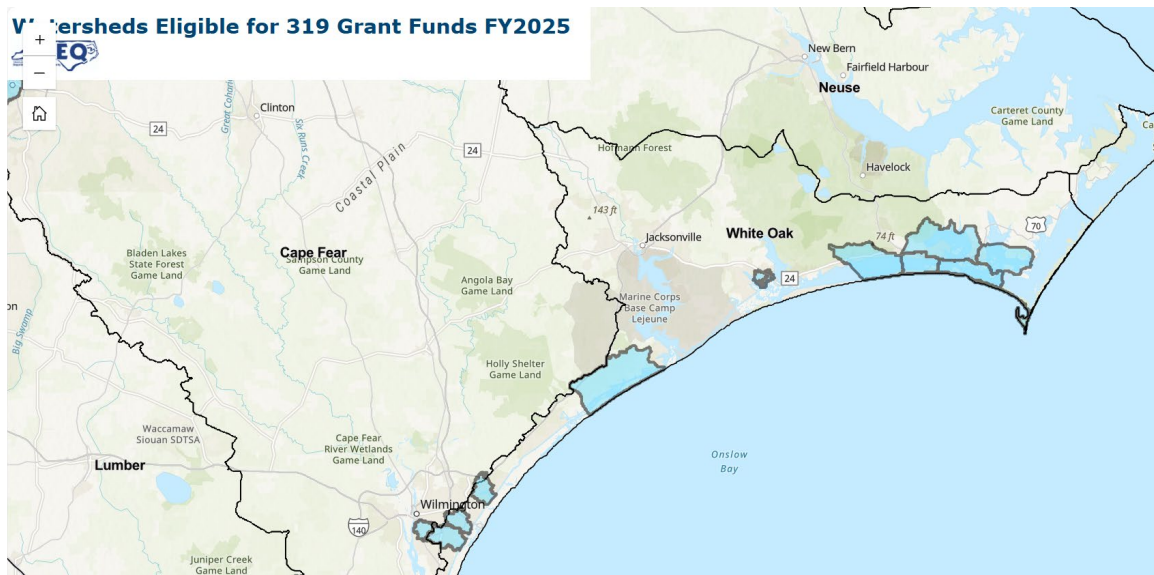 Watersheds Eligible for 319 Grant Funds FY2025
+
EQ
−
New Bern
Fairfield Harbour
Neuse
Clinton
Great Coharie
Six Runs Creek
24
24
Coastal Plain
Carteret County
Game Land
Hofmann Forest
Havelock
143 ft
Jacksonville
White Oak
74 ft
70
Cape Fear
Sampson County
Game Land
Bladen Lakes
State Forest
Game Land
Angola Bay
Game Land
24
Marine Corps
Base Camp
Lejeune
on
Big Swamp
Holly Shelter
Game Land
Waccamaw
Siouan SDTSA
Lumber
Cape Fear
River Wetlands
Game Land
Onslow
Bay
Wilmington
140
Juniper Creek
Game Land